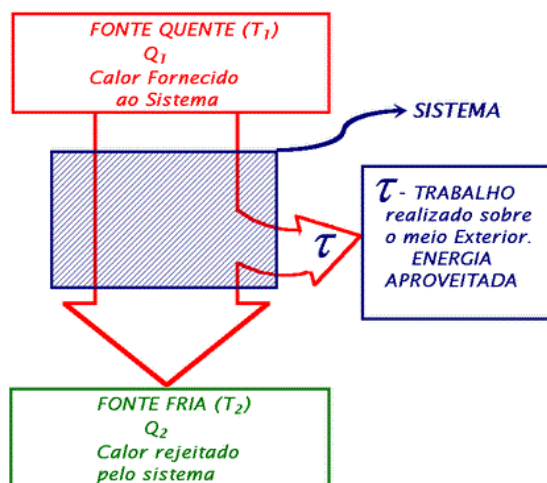 FONTE QUENTE (T1)
Q1
Calor Fornecido
ao Sistema
SISTEMA
τ - TRABALHO
realizado sobre
o meio Exterior.
ENERGIA
APROVEITADA
τ
FONTE FRIA (T2)
Q2
Calor rejeitado
pelo sistema